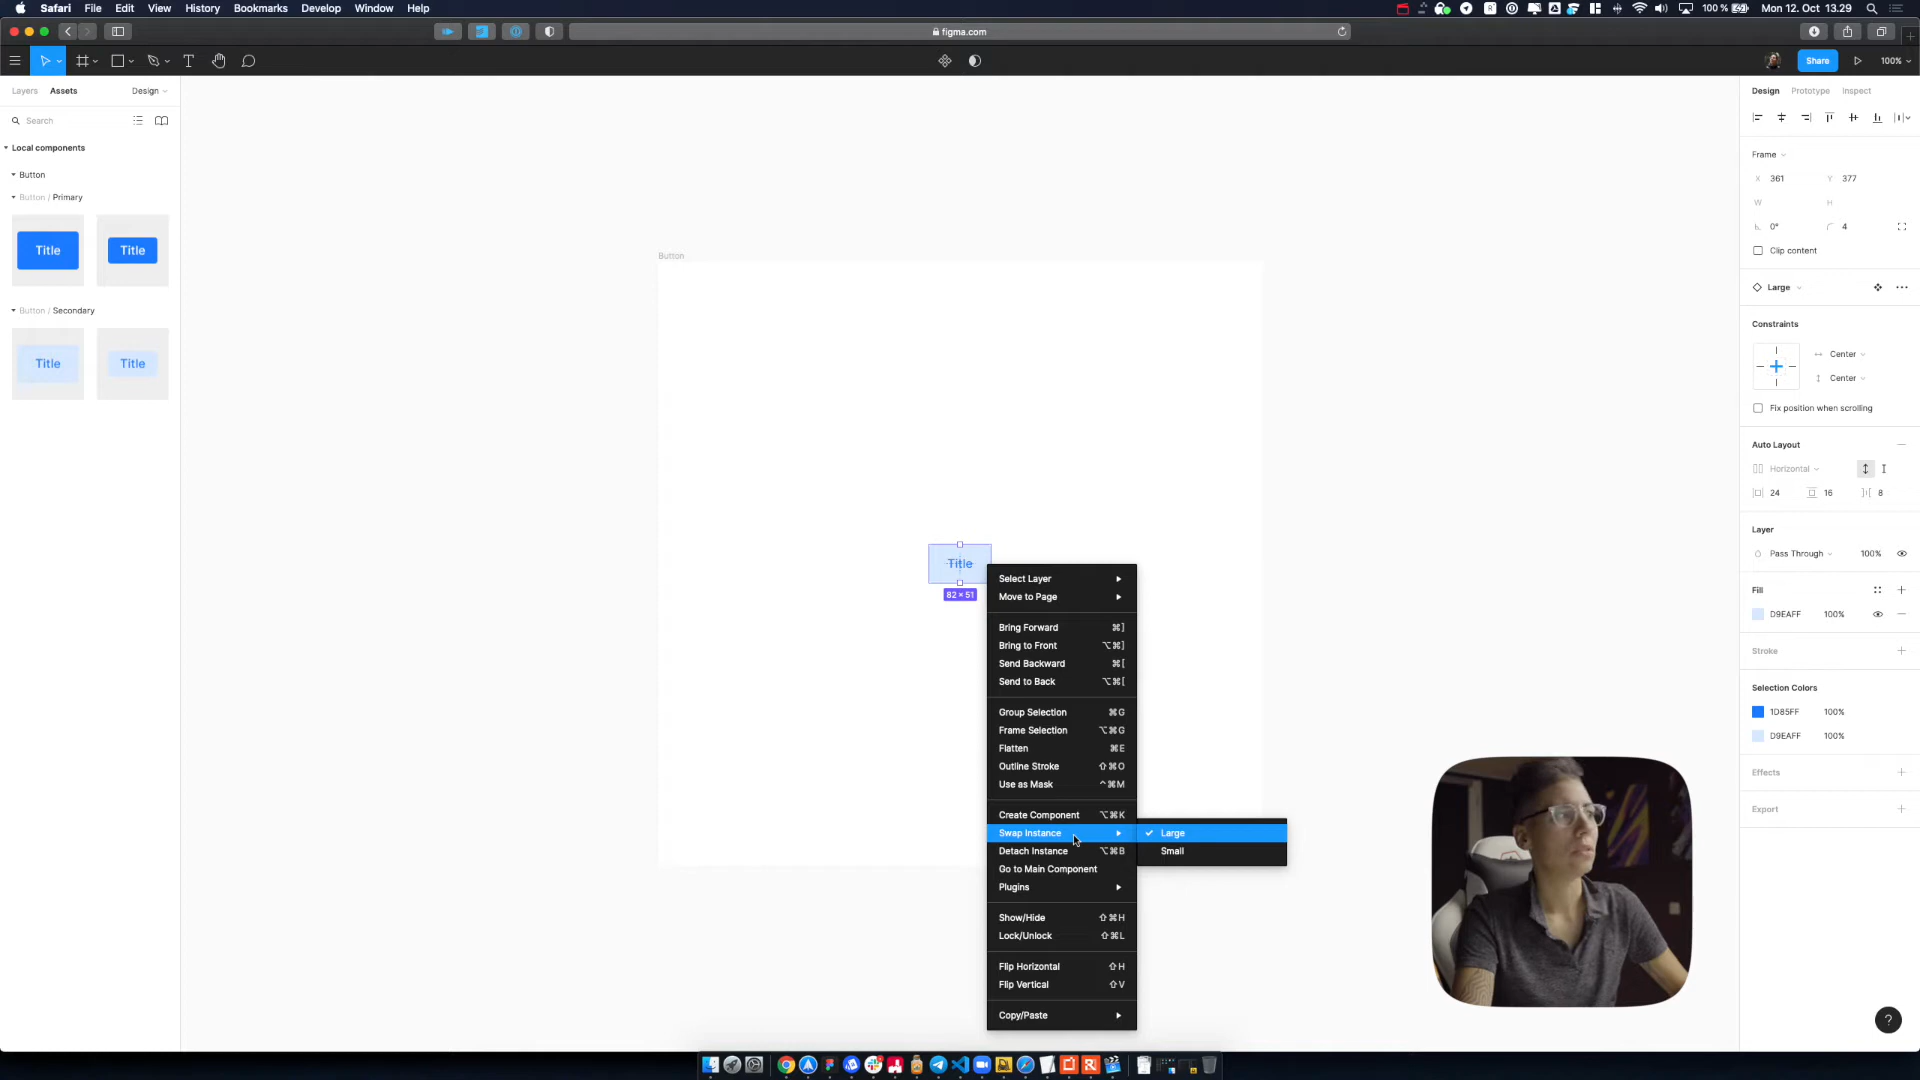 Safari File Edit View History Bookmarks Develop Window Help 100 % Mon 12. Oct 13.29
figma.com
Share 100%
Layers Assets Design
Search
Local components
Button
Button / Primary
Title Title
Button / Secondary
Title Title
Button
Title
82 × 51
Select Layer
Move to Page
Bring Forward ⌘]
Bring to Front ⌥⌘]
Send Backward ⌘[
Send to Back ⌥⌘[
Group Selection ⌘G
Frame Selection ⌥⌘G
Flatten ⌘E
Outline Stroke ⇧⌘O
Use as Mask ^⌘M
Create Component ⌥⌘K
Swap Instance
Detach Instance ⌥⌘B
Go to Main Component
Plugins
Show/Hide ⇧⌘H
Lock/Unlock ⇧⌘L
Flip Horizontal ⇧H
Flip Vertical ⇧V
Copy/Paste
Large
Small
Design Prototype Inspect
Frame
X 361 Y 377
W H
0° 4
Clip content
Large
Constraints
Center
Center
Fix position when scrolling
Auto Layout
Horizontal
24 16 8
Layer
Pass Through 100%
Fill
D9EAFF 100%
Stroke
Selection Colors
1D85FF 100%
D9EAFF 100%
Effects
Export
?